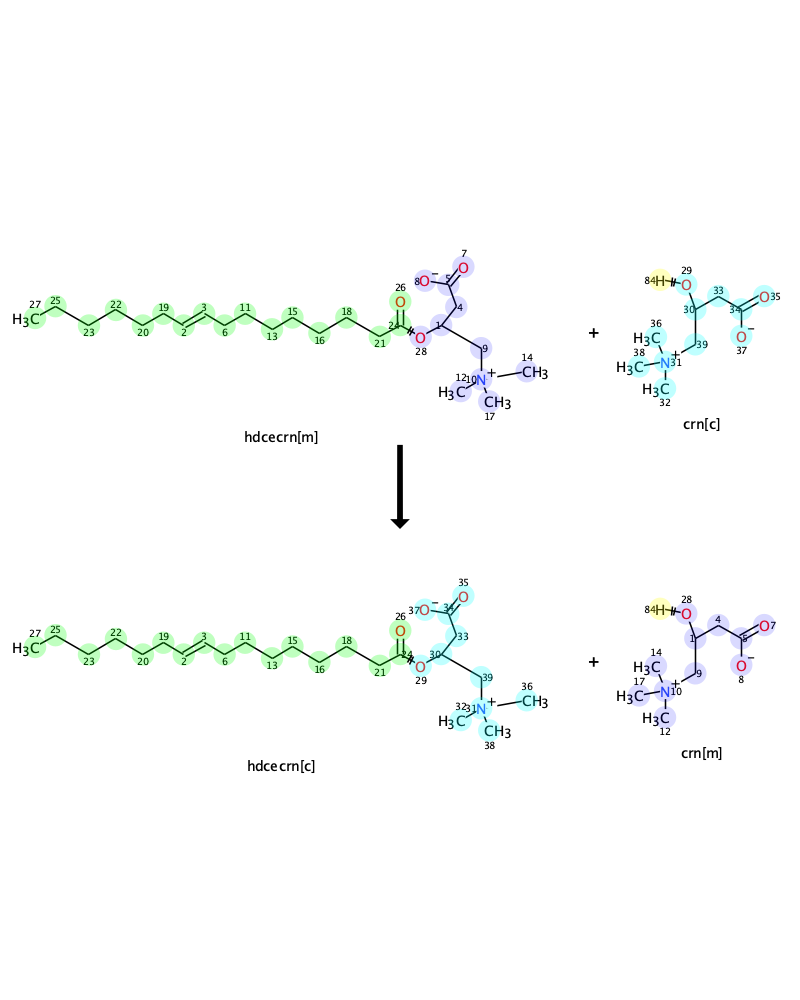 7
O
8 O − 5
26
O
4
27 25 22 19 3 11 15 18 24 1
H₃C
23 20 2 6 13 16 21 O
28
9
14
12 10 N + CH₃
H₃C CH₃
17
hdcecrn[m]
+
29
84 H O 33 O 35
30 34
36 O −
H₃C 39 37
38 + 
H₃C N 31
H₃C
32
crn[c]
35
O
37 O − 34
26
O
33
27 25 22 19 3 11 15 18 24 30
H₃C
23 20 2 6 13 16 21 O
29
39
36
32 31 N + CH₃
H₃C CH₃
38
hdcecrn[c]
+
28
84 H O 4 O 7
1 5
14 O −
H₃C 9 8
17 +
H₃C N 10
H₃C
12
crn[m]